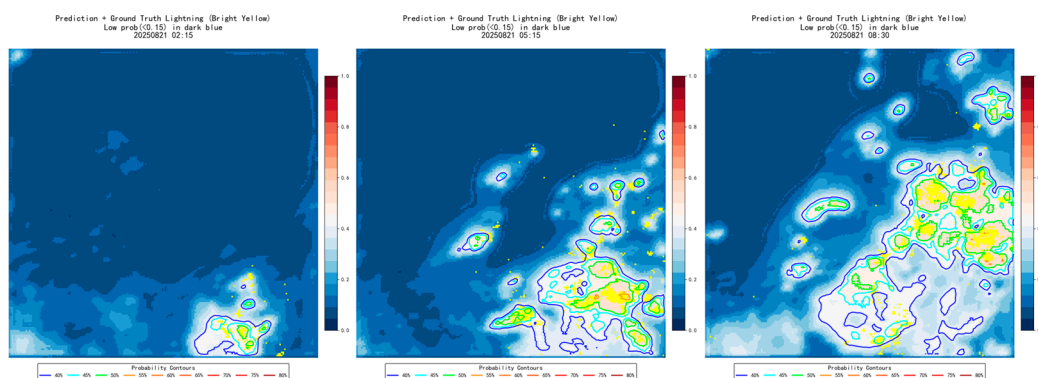 Prediction + Ground Truth Lightning (Bright Yellow)
Low prob(<0.15) in dark blue
20250821 02:15
1.0
0.8
0.6
0.4
0.2
0.0
Probability Contours
40% 45% 50% 55% 60% 65% 70% 75% 80%
Prediction + Ground Truth Lightning (Bright Yellow)
Low prob(<0.15) in dark blue
20250821 05:15
1.0
0.8
0.6
0.4
0.2
0.0
Probability Contours
40% 45% 50% 55% 60% 65% 70% 75% 80%
Prediction + Ground Truth Lightning (Bright Yellow)
Low prob(<0.15) in dark blue
20250821 08:30
Probability Contours
40% 45% 50% 55% 60% 65% 70% 75% 80%